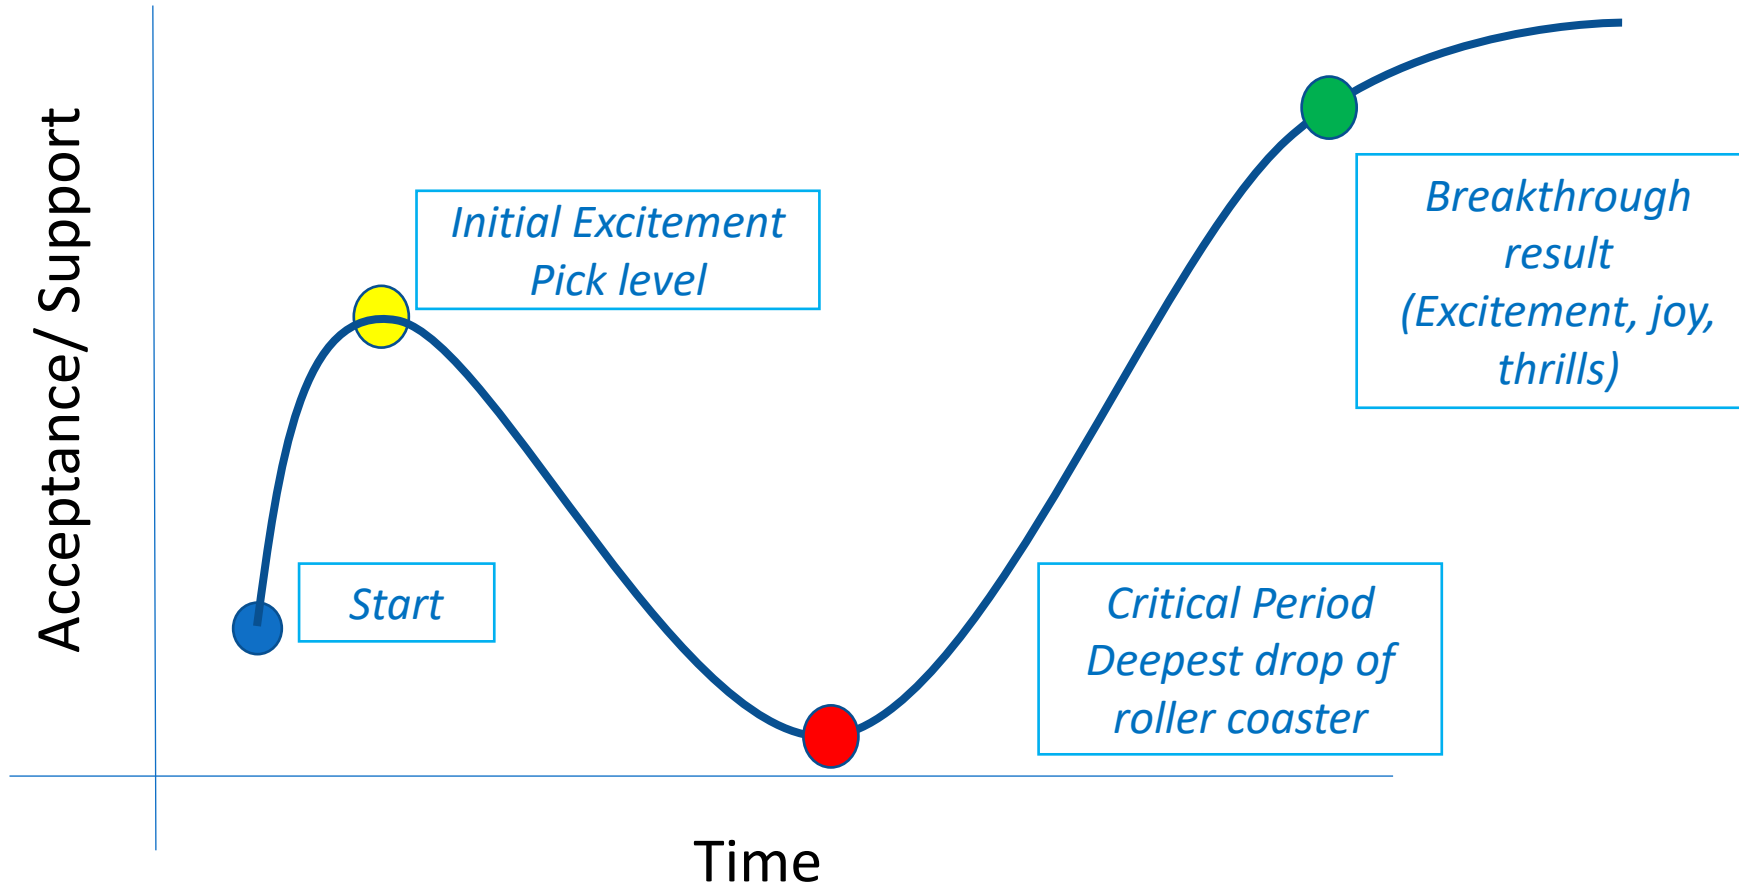 Acceptance/ Support
Initial Excitement
Pick level
Breakthrough
result
(Excitement, joy,
thrills)
Start
Critical Period
Deepest drop of
roller coaster
Time